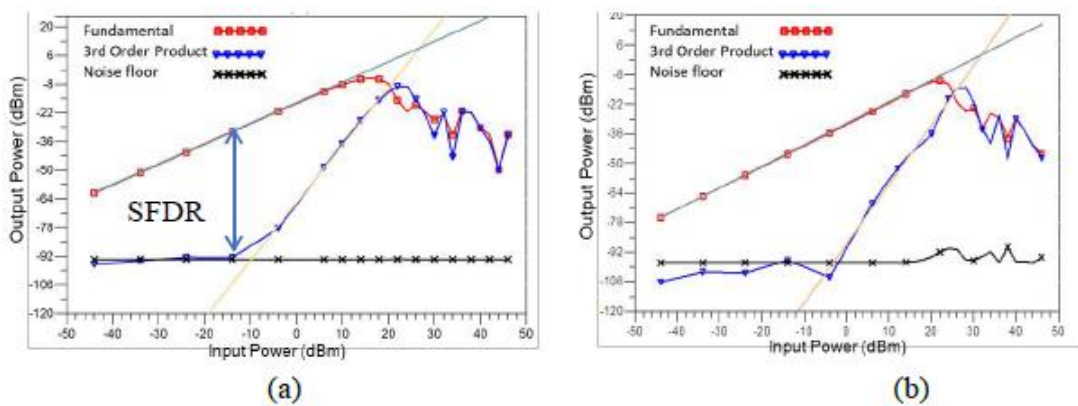 20
6
-8
-22
-36
-50
-64
-78
-92
-106
-120
Output Power (dBm)
Fundamental
3rd Order Product
Noise floor
SFDR
-50 -40 -30 -20 -10 0 10 20 30 40 50
Input Power (dBm)
(a)
20
6
-8
-22
-36
-50
-64
-78
-92
-106
-120
Output Power (dBm)
Fundamental
3rd Order Product
Noise floor
-50 -40 -30 -20 -10 0 10 20 30 40 50
Input Power (dBm)
(b)